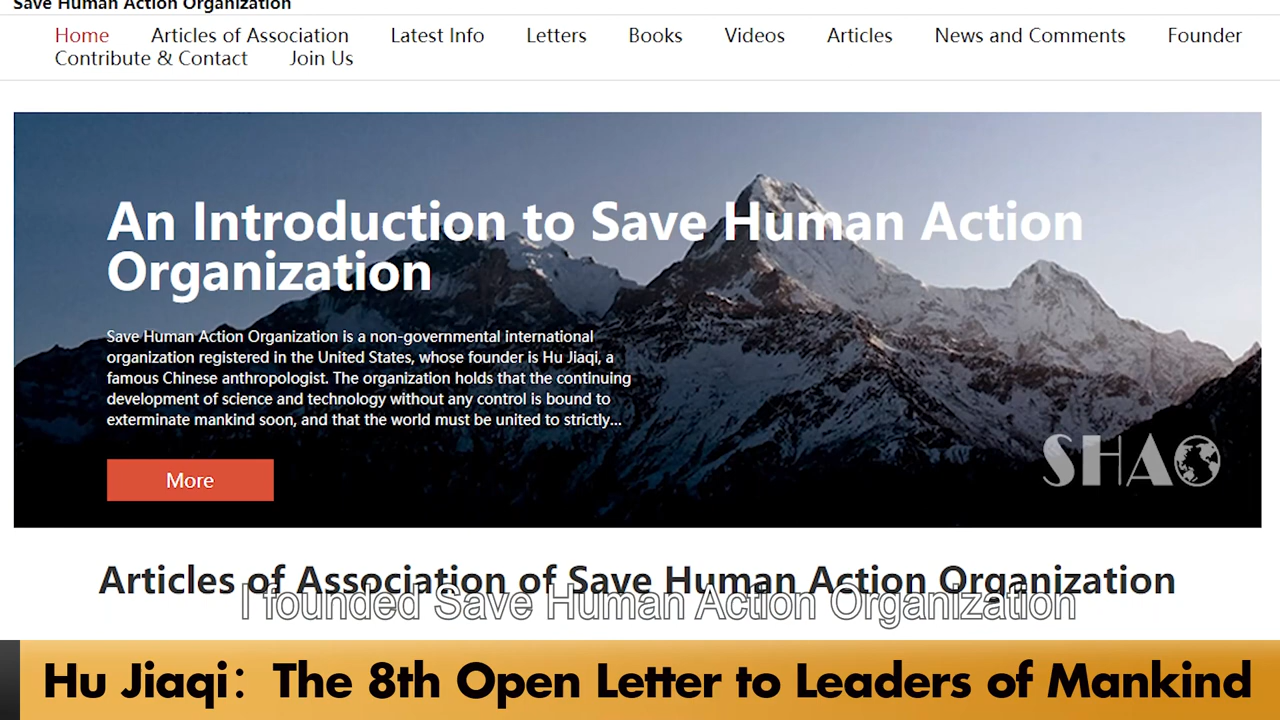 Save Human Action Organization
Home Articles of Association Latest Info Letters Books Videos Articles News and Comments Founder
Contribute & Contact Join Us
An Introduction to Save Human Action
Organization
Save Human Action Organization is a non-governmental international
organization registered in the United States, whose founder is Hu Jiaqi, a
famous Chinese anthropologist. The organization holds that the continuing
development of science and technology without any control is bound to
exterminate mankind soon, and that the world must be united to strictly...
More
SHAO
Articles of Association of Save Human Action Organization
I founded Save Human Action Organization
Hu Jiaqi: The 8th Open Letter to Leaders of Mankind